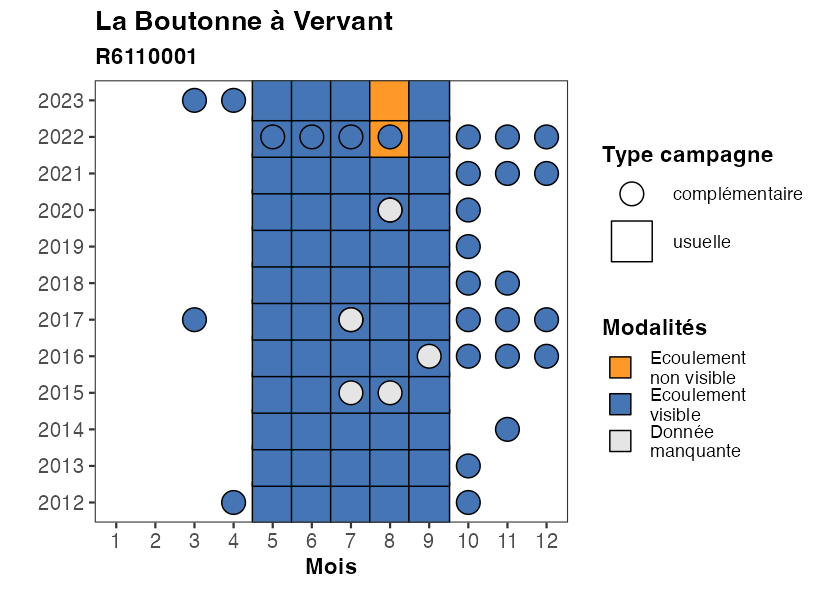 La Boutonne à Vervant
R6110001
2023
2022
2021
2020
2019
2018
2017
2016
2015
2014
2013
2012
1 2 3 4 5 6 7 8 9 10 11 12
Mois
Type campagne
complémentaire
usuelle
Modalités
Ecoulement
non visible
Ecoulement
visible
Donnée
manquante